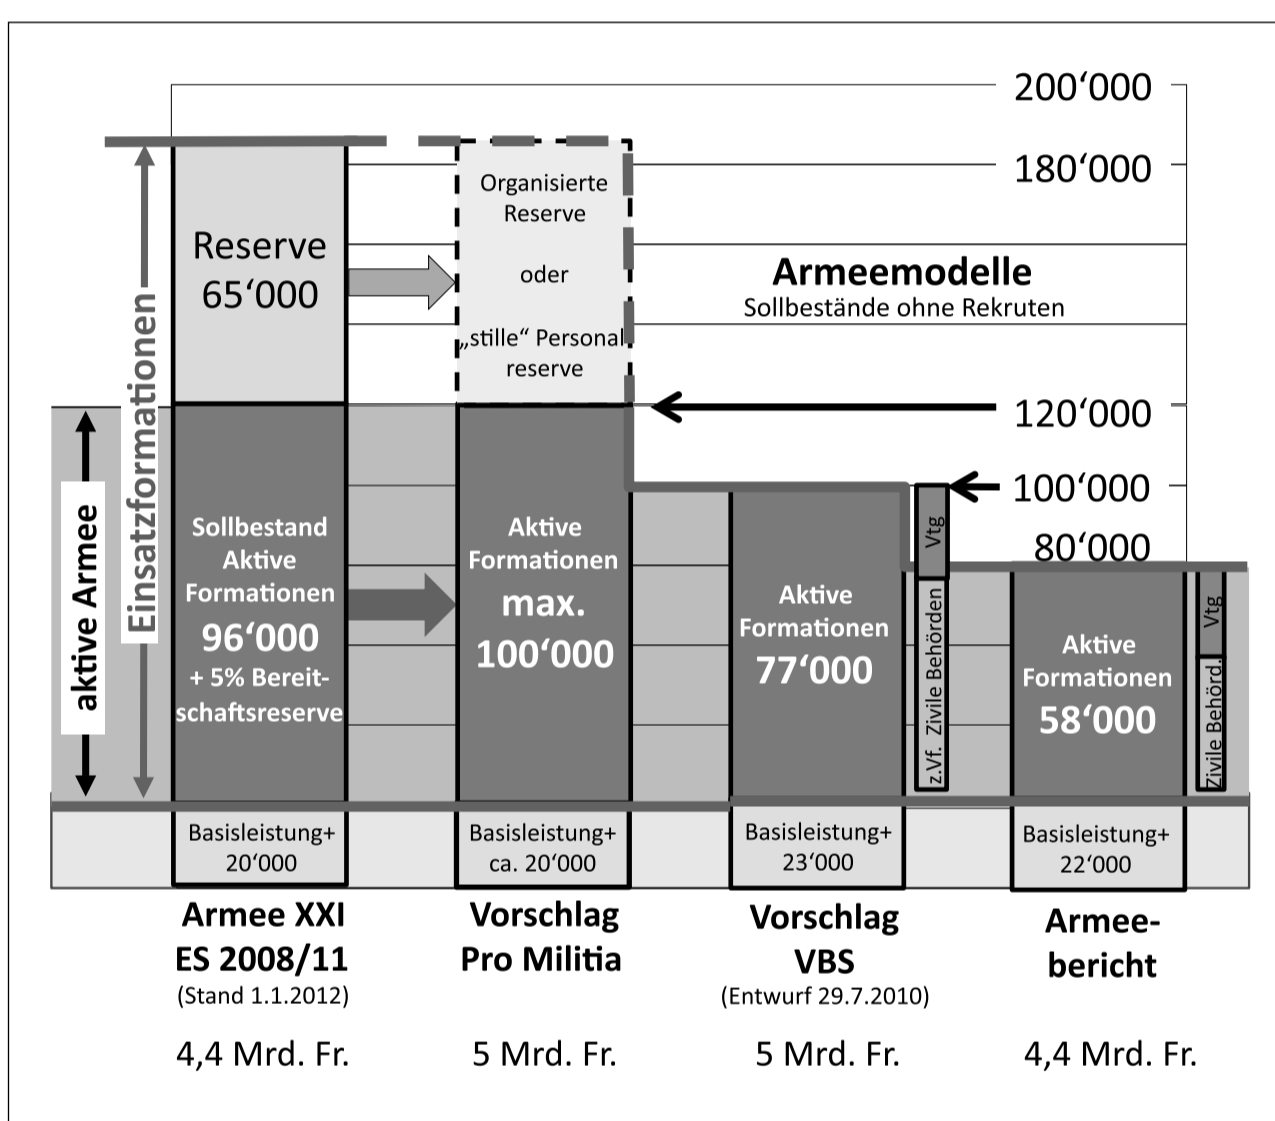 200‘000
180‘000
120‘000
100‘000
80‘000
Armeemodelle
Sollbestände ohne Rekruten
aktive Armee
Einsatzformationen
Reserve
65‘000
Sollbestand
Aktive
Formationen
96‘000
+ 5% Bereit-
schaftsreserve
Basisleistung+
20‘000
Armee XXI
ES 2008/11
(Stand 1.1.2012)
4,4 Mrd. Fr.
Organisierte
Reserve
oder
„stille“ Personal
reserve
Aktive
Formationen
max.
100‘000
Basisleistung+
ca. 20‘000
Vorschlag
Pro Militia
5 Mrd. Fr.
Aktive
Formationen
77‘000
Vtg
z.Vf. Zivile Behörden
Basisleistung+
23‘000
Vorschlag
VBS
(Entwurf 29.7.2010)
5 Mrd. Fr.
Aktive
Formationen
58‘000
Vtg
Zivile Behörd.
Basisleistung+
22‘000
Armee-
bericht
4,4 Mrd. Fr.